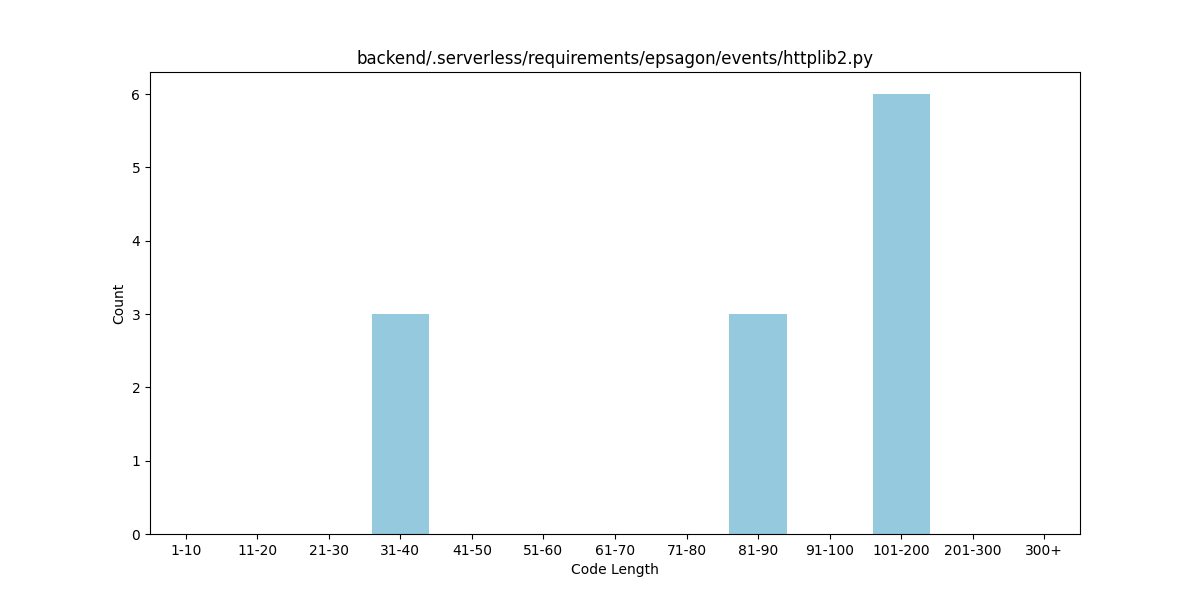 backend/.serverless/requirements/epsagon/events/httplib2.py
6
5
4
3
2
1
0
Count
1-10 11-20 21-30 31-40 41-50 51-60 61-70 71-80 81-90 91-100 101-200 201-300 300+
Code Length